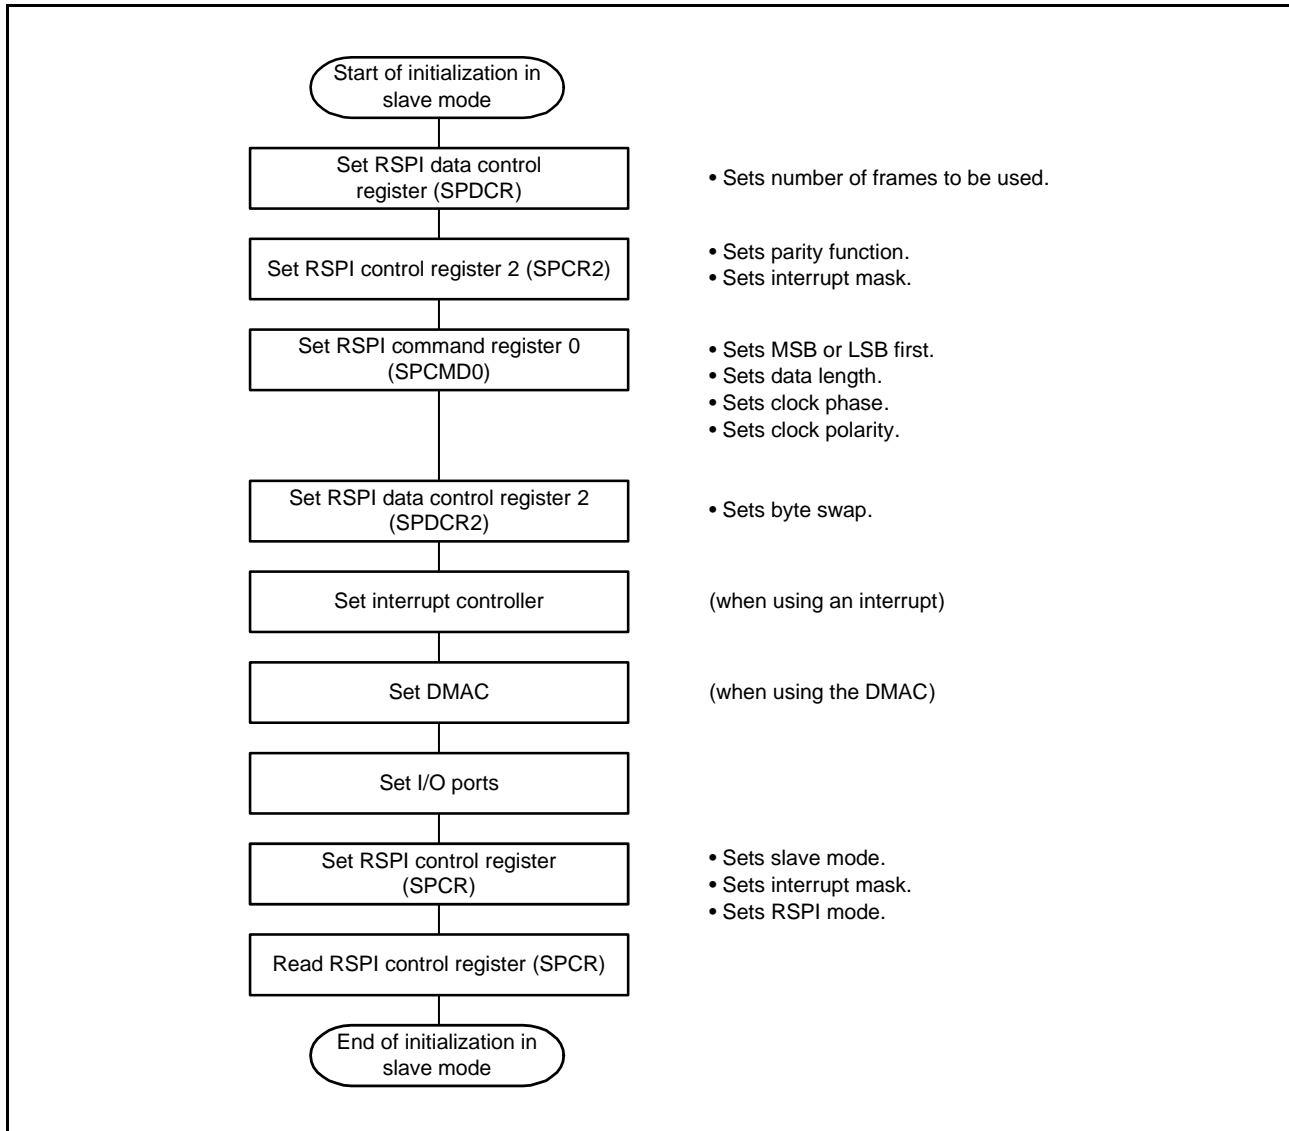 Start of initialization in
slave mode
Set RSPI data control
register (SPDCR)
• Sets number of frames to be used.
Set RSPI control register 2 (SPCR2)
• Sets parity function.
• Sets interrupt mask.
Set RSPI command register 0
(SPCMD0)
• Sets MSB or LSB first.
• Sets data length.
• Sets clock phase.
• Sets clock polarity.
Set RSPI data control register 2
(SPDCR2)
• Sets byte swap.
Set interrupt controller
(when using an interrupt)
Set DMAC
(when using the DMAC)
Set I/O ports
Set RSPI control register
(SPCR)
• Sets slave mode.
• Sets interrupt mask.
• Sets RSPI mode.
Read RSPI control register (SPCR)
End of initialization in
slave mode